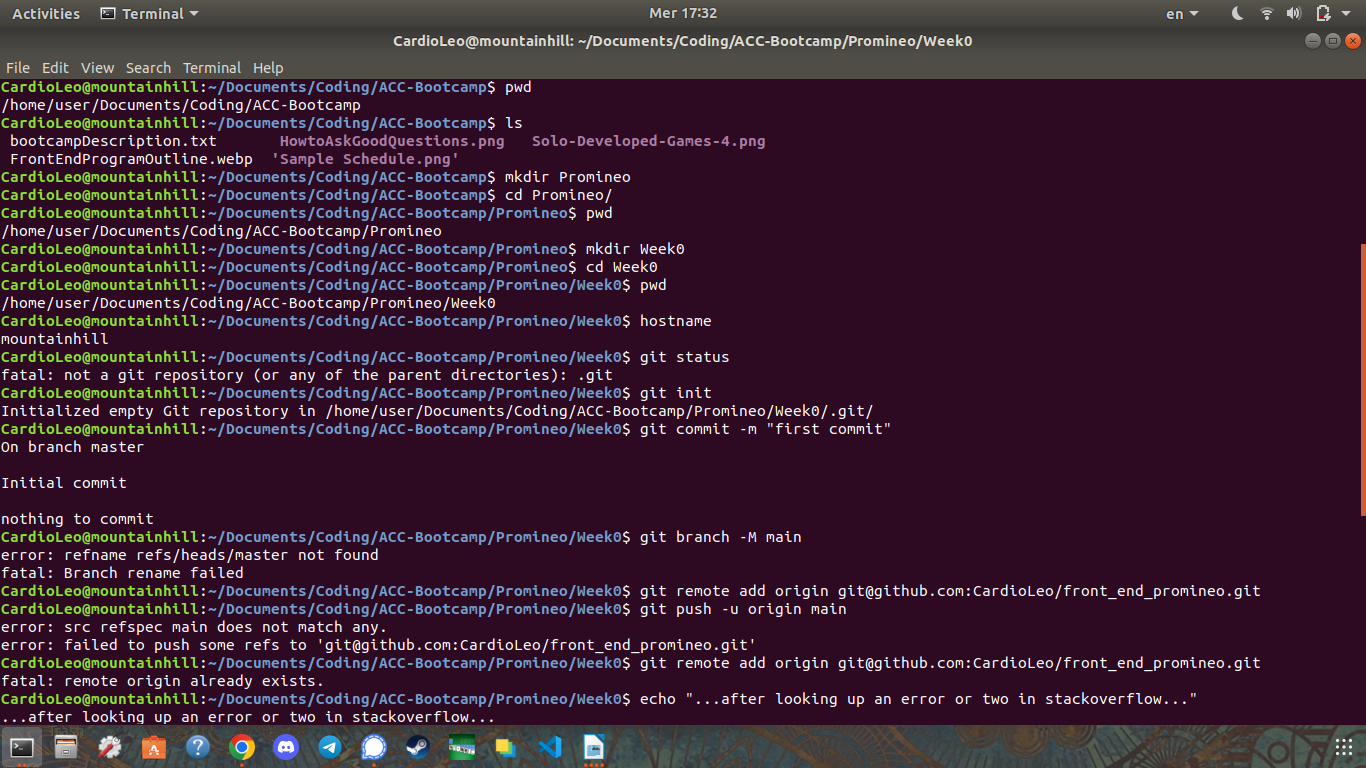 Activities Terminal Mer 17:32 en
CardioLeo@mountainhill: ~/Documents/Coding/ACC-Bootcamp/Promineo/Week0
File Edit View Search Terminal Help
CardioLeo@mountainhill:~/Documents/Coding/ACC-Bootcamp$ pwd
/home/user/Documents/Coding/ACC-Bootcamp
CardioLeo@mountainhill:~/Documents/Coding/ACC-Bootcamp$ ls
bootcampDescription.txt HowtoAskGoodQuestions.png Solo-Developed-Games-4.png
FrontEndProgramOutline.webp 'Sample Schedule.png'
CardioLeo@mountainhill:~/Documents/Coding/ACC-Bootcamp$ mkdir Promineo
CardioLeo@mountainhill:~/Documents/Coding/ACC-Bootcamp$ cd Promineo/
CardioLeo@mountainhill:~/Documents/Coding/ACC-Bootcamp/Promineo$ pwd
/home/user/Documents/Coding/ACC-Bootcamp/Promineo
CardioLeo@mountainhill:~/Documents/Coding/ACC-Bootcamp/Promineo$ mkdir Week0
CardioLeo@mountainhill:~/Documents/Coding/ACC-Bootcamp/Promineo$ cd Week0
CardioLeo@mountainhill:~/Documents/Coding/ACC-Bootcamp/Promineo/Week0$ pwd
/home/user/Documents/Coding/ACC-Bootcamp/Promineo/Week0
CardioLeo@mountainhill:~/Documents/Coding/ACC-Bootcamp/Promineo/Week0$ hostname
mountainhill
CardioLeo@mountainhill:~/Documents/Coding/ACC-Bootcamp/Promineo/Week0$ git status
fatal: not a git repository (or any of the parent directories): .git
CardioLeo@mountainhill:~/Documents/Coding/ACC-Bootcamp/Promineo/Week0$ git init
Initialized empty Git repository in /home/user/Documents/Coding/ACC-Bootcamp/Promineo/Week0/.git/
CardioLeo@mountainhill:~/Documents/Coding/ACC-Bootcamp/Promineo/Week0$ git commit -m "first commit"
On branch master
Initial commit
nothing to commit
CardioLeo@mountainhill:~/Documents/Coding/ACC-Bootcamp/Promineo/Week0$ git branch -M main
error: refname refs/heads/master not found
fatal: Branch rename failed
CardioLeo@mountainhill:~/Documents/Coding/ACC-Bootcamp/Promineo/Week0$ git remote add origin git@github.com:CardioLeo/front_end_promineo.git
CardioLeo@mountainhill:~/Documents/Coding/ACC-Bootcamp/Promineo/Week0$ git push -u origin main
error: src refspec main does not match any.
error: failed to push some refs to 'git@github.com:CardioLeo/front_end_promineo.git'
CardioLeo@mountainhill:~/Documents/Coding/ACC-Bootcamp/Promineo/Week0$ git remote add origin git@github.com:CardioLeo/front_end_promineo.git
fatal: remote origin already exists.
CardioLeo@mountainhill:~/Documents/Coding/ACC-Bootcamp/Promineo/Week0$ echo "...after looking up an error or two in stackoverflow..."
...after looking up an error or two in stackoverflow...